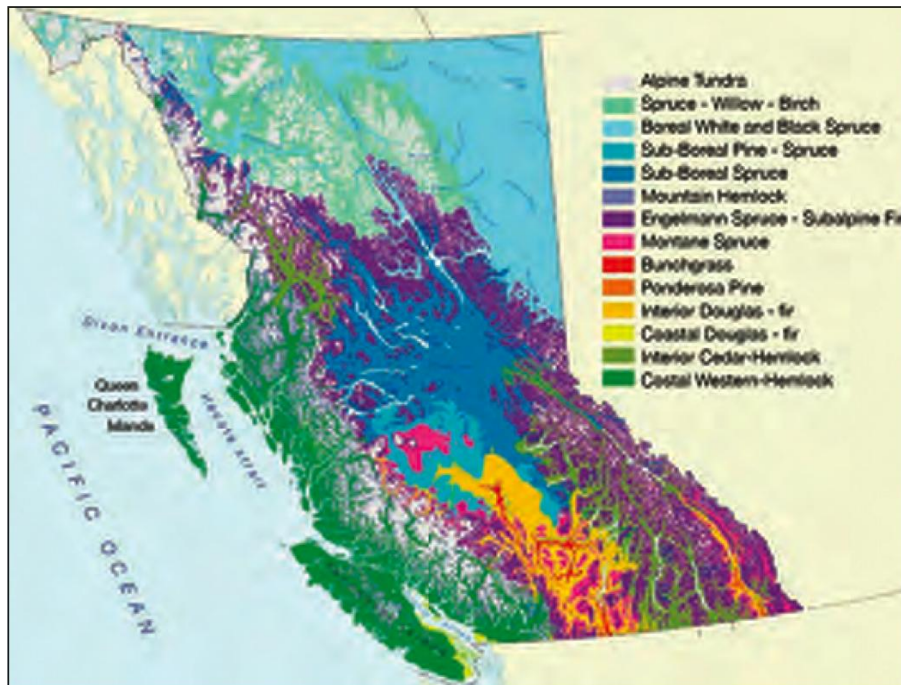 Alpine Tundra
Spruce - Willow - Birch
Boreal White and Black Spruce
Sub-Boreal Pine - Spruce
Sub-Boreal Spruce
Mountain Hemlock
Engelmann Spruce - Subalpine Fir
Montane Spruce
Bunchgrass
Ponderosa Pine
Interior Douglas - fir
Coastal Douglas - fir
Interior Cedar-Hemlock
Costal Western-Hemlock
Dixon Entrance
Queen
Charlotte
Islands
Hecate strait
PACIFIC OCEAN